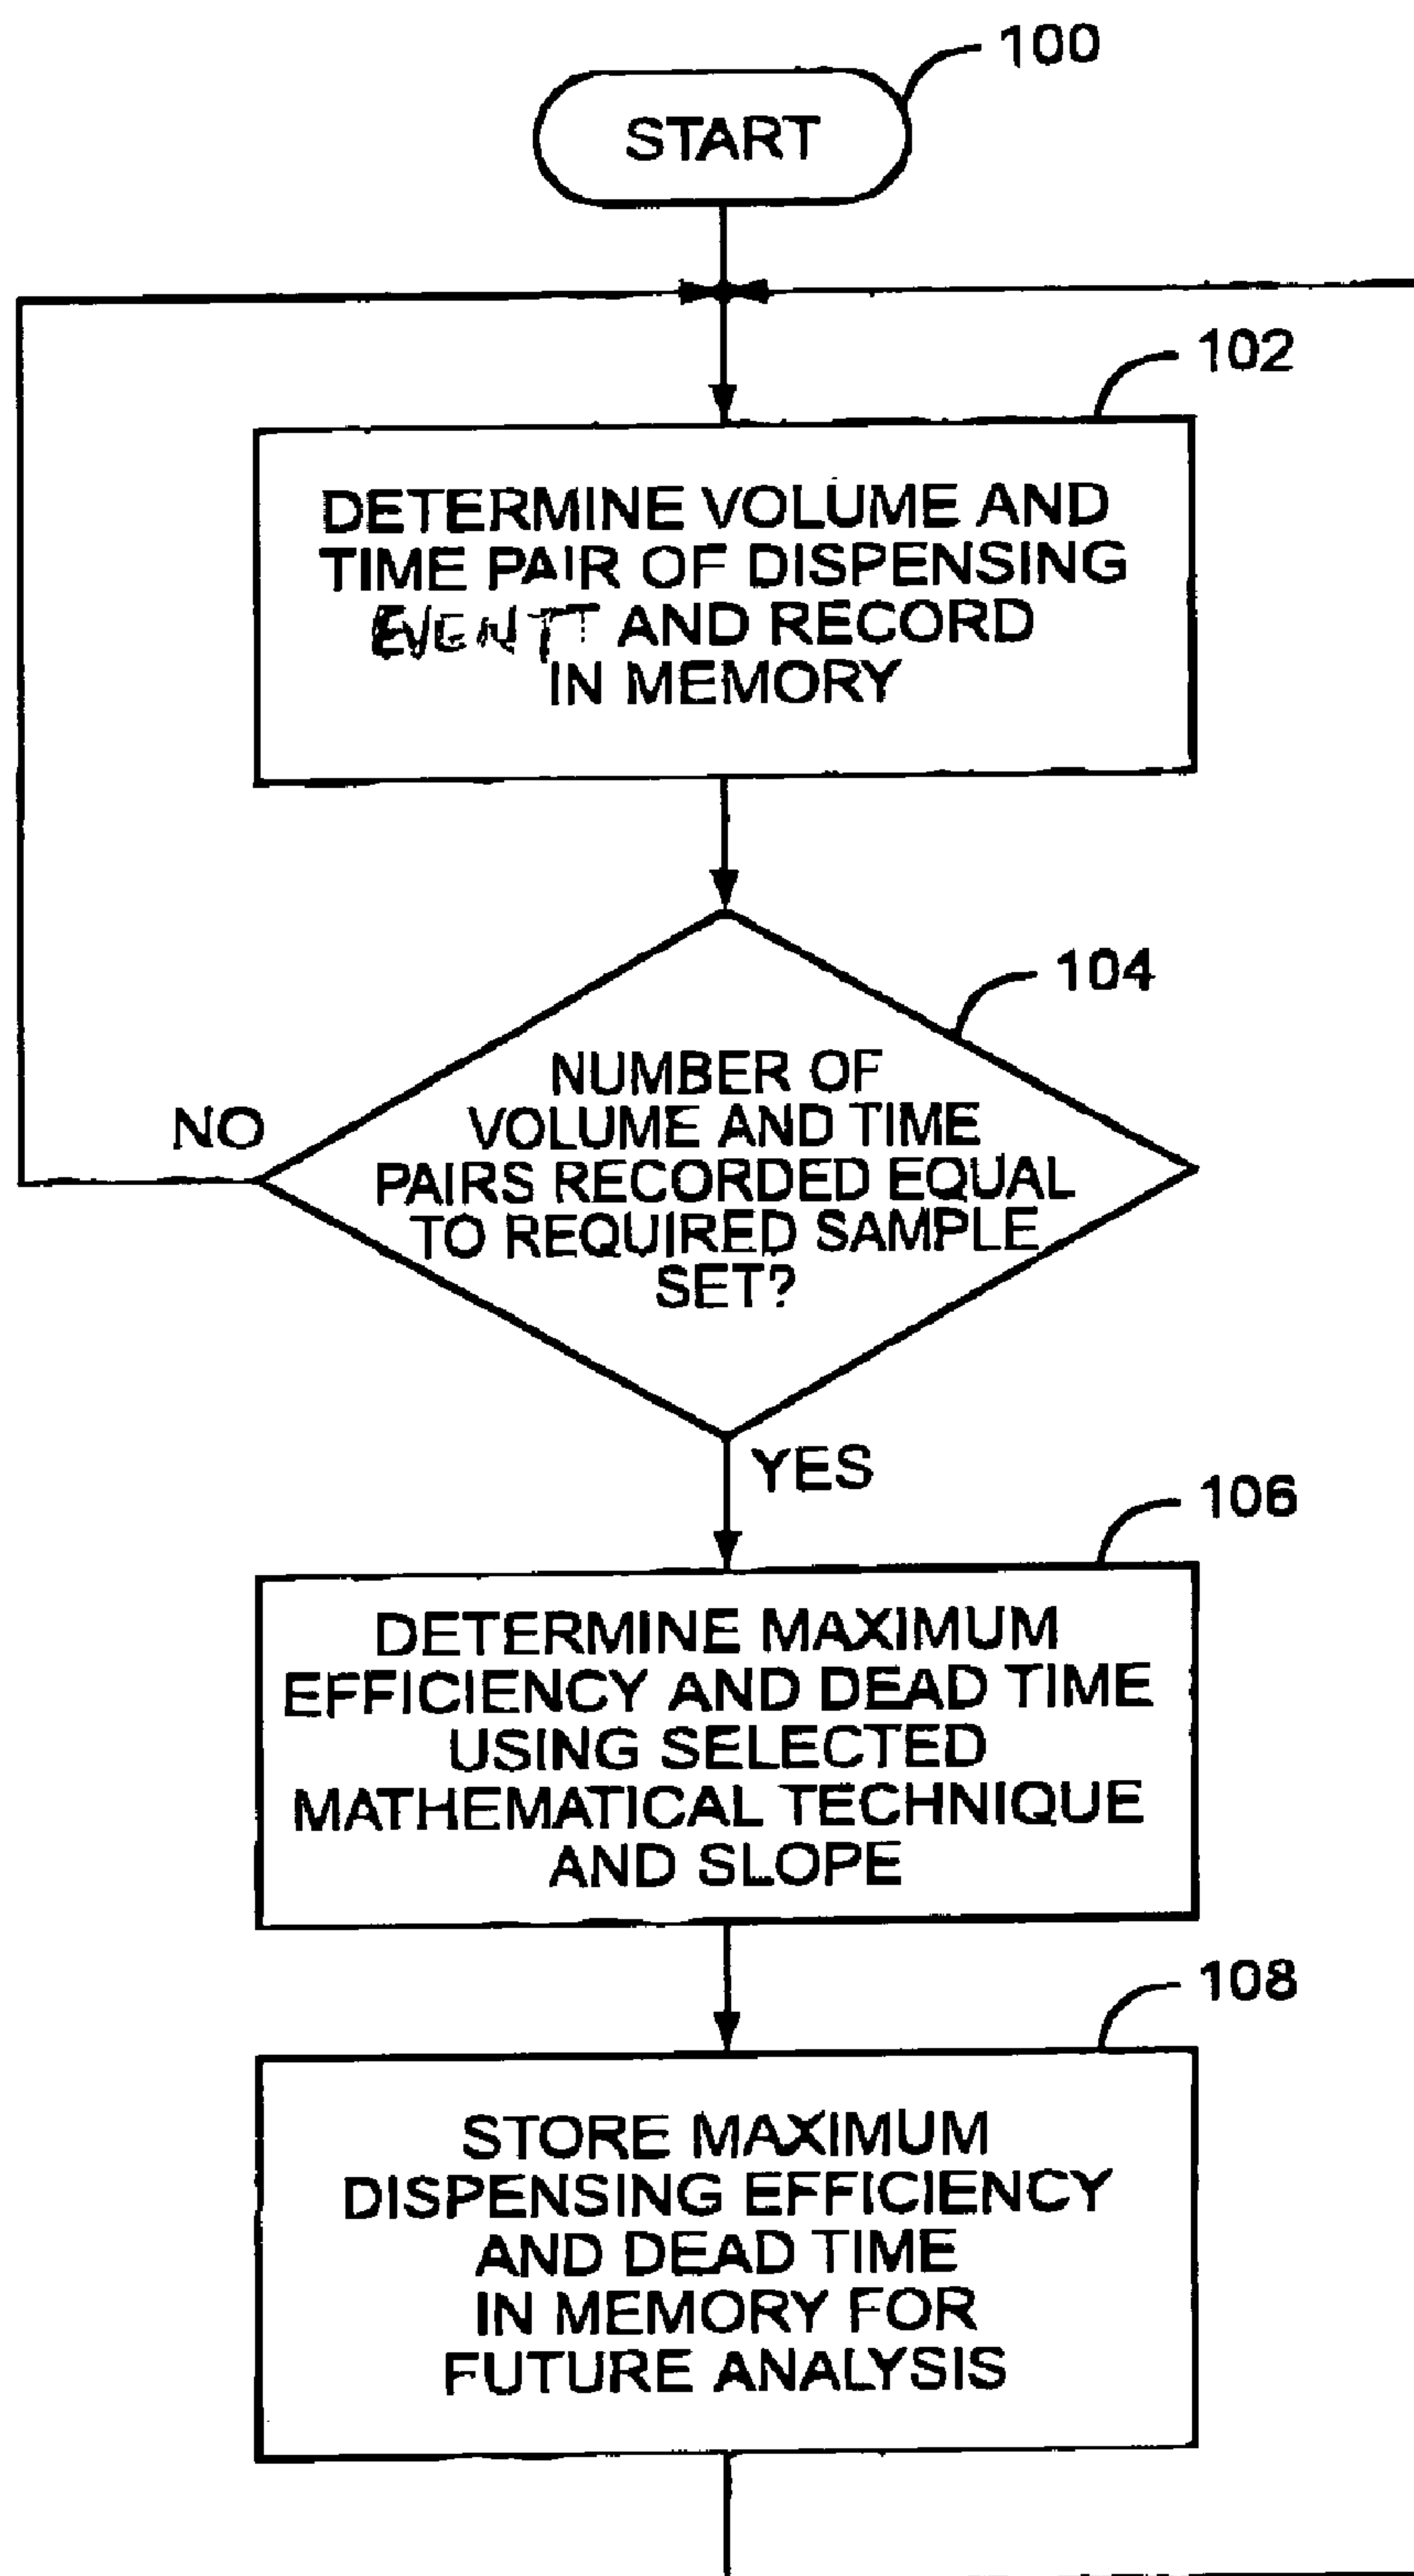 100
START
102
DETERMINE VOLUME AND
TIME PAIR OF DISPENSING
EVENT AND RECORD
IN MEMORY
104
NUMBER OF
VOLUME AND TIME
PAIRS RECORDED EQUAL
TO REQUIRED SAMPLE
SET?
NO
YES
106
DETERMINE MAXIMUM
EFFICIENCY AND DEAD TIME
USING SELECTED
MATHEMATICAL TECHNIQUE
AND SLOPE
108
STORE MAXIMUM
DISPENSING EFFICIENCY
AND DEAD TIME
IN MEMORY FOR
FUTURE ANALYSIS